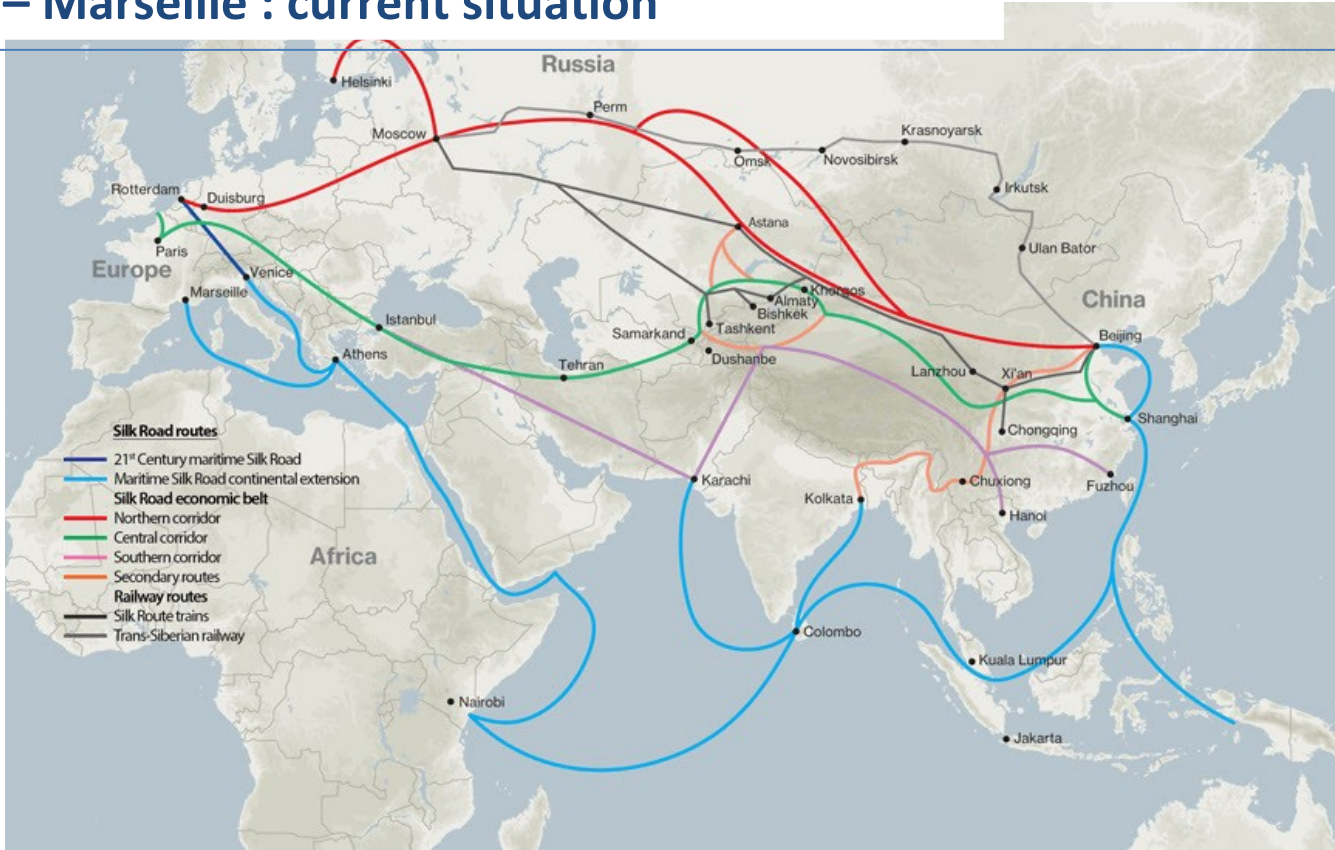 – Marseille : current situation
Russia
Helsinki
Perm
Moscow
Krasnoyarsk
Omsk
Novosibirsk
Rotterdam
Duisburg
Irkutsk
Astana
Paris
Ulan Bator
Europe
Venice
Marseille
Khorgos
China
Almaty
Bishkek
Istanbul
Samarkand
Tashkent
Beijing
Athens
Dushanbe
Tehran
Lanzhou
Xi'an
Shanghai
Silk Road routes
Chongqing
21st Century maritime Silk Road
Maritime Silk Road continental extension
Karachi
Chuxiong
Fuzhou
Silk Road economic belt
Kolkata
Northern corridor
Hanoi
Central corridor
Africa
Southern corridor
Secondary routes
Railway routes
Silk Route trains
Trans-Siberian railway
Colombo
Kuala Lumpur
Nairobi
Jakarta